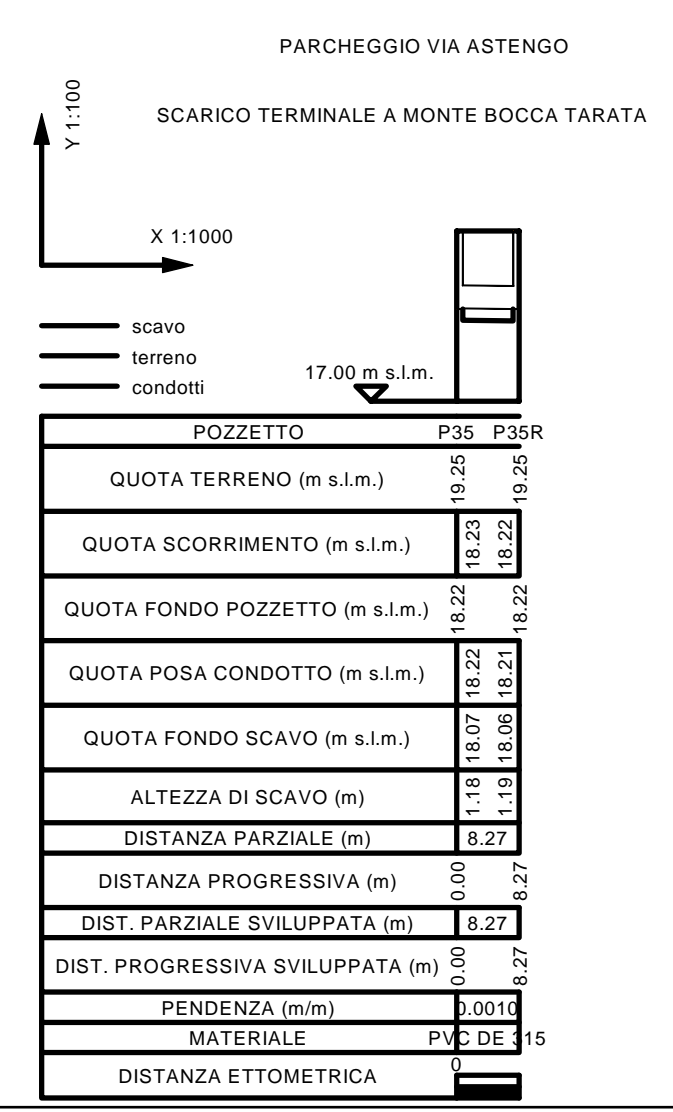 PARCHEGGIO VIA ASTENGO
SCARICO TERMINALE A MONTE BOCCA TARATA
Y 1:100
X 1:1000
scavo
terreno
condotti
17.00 m s.l.m.
POZZETTO P35 P35R
QUOTA TERRENO (m s.l.m.) 19.25 19.25
QUOTA SCORRIMENTO (m s.l.m.) 18.23 18.22
QUOTA FONDO POZZETTO (m s.l.m.) 18.22 18.22
QUOTA POSA CONDOTTO (m s.l.m.) 18.22 18.21
QUOTA FONDO SCAVO (m s.l.m.) 18.07 18.06
ALTEZZA DI SCAVO (m) 1.18 1.19
DISTANZA PARZIALE (m) 8.27
DISTANZA PROGRESSIVA (m) 0.00 8.27
DIST. PARZIALE SVILUPPATA (m) 8.27
DIST. PROGRESSIVA SVILUPPATA (m) 0.00 8.27
PENDENZA (m/m) 0.0010
MATERIALE PVC DE 315
DISTANZA ETTOMETRICA 0